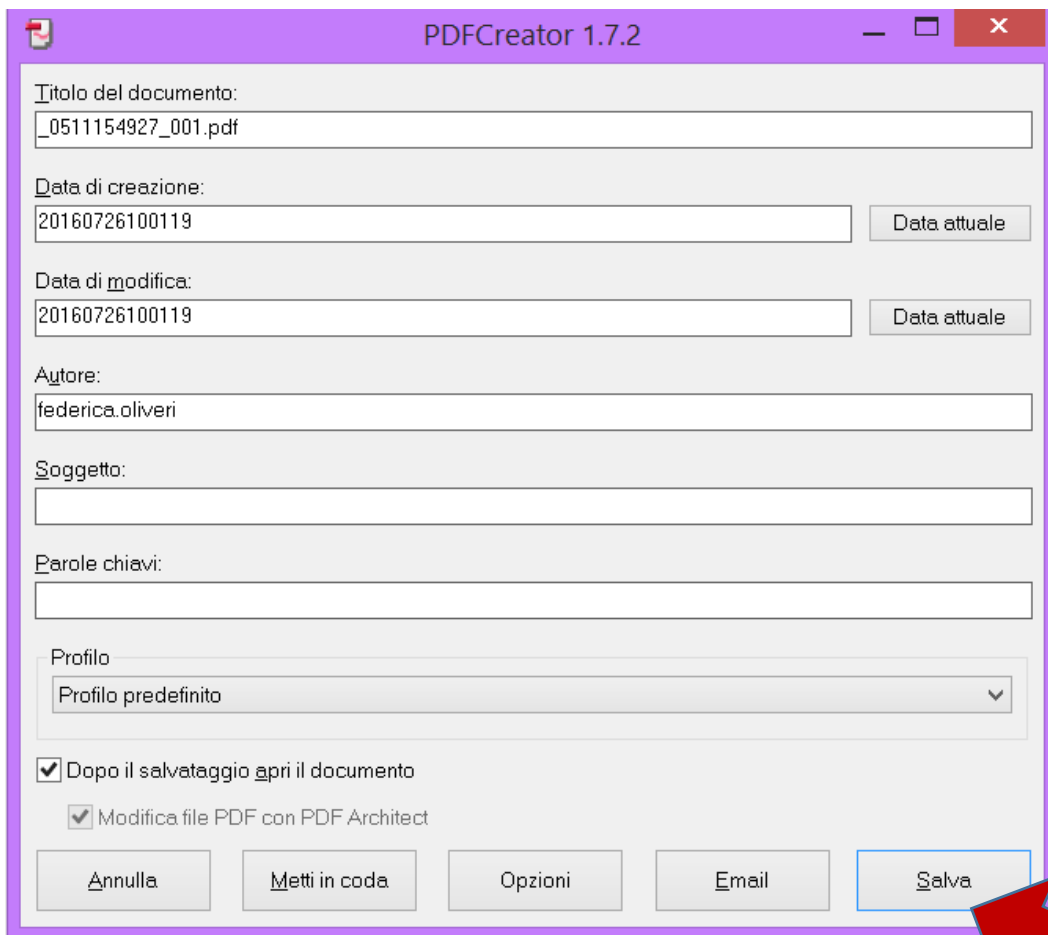 PDFCreator 1.7.2
Titolo del documento:
_0511154927_001.pdf
Data di creazione:
20160726100119
Data attuale
Data di modifica:
20160726100119
Data attuale
Autore:
federica.oliveri
Soggetto:
Parole chiavi:
Profilo
Profilo predefinito
Dopo il salvataggio apri il documento
Modifica file PDF con PDF Architect
Annulla
Metti in coda
Opzioni
Email
Salva